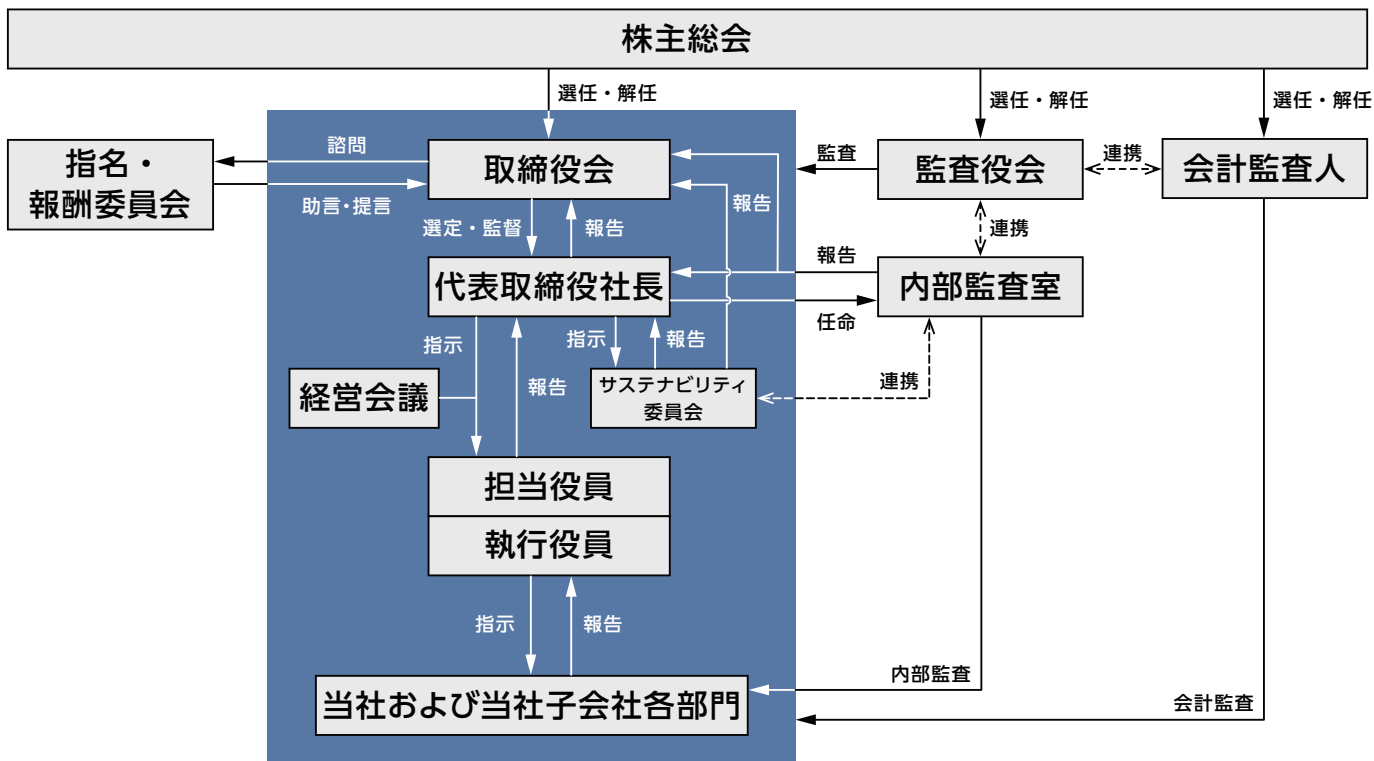 株主総会
選任・解任
選任・解任
選任・解任
指名・
報酬委員会
諮問
助言・提言
取締役会
監査
監査役会
連携
会計監査人
選定・監督
報告
報告
連携
代表取締役社長
報告
任命
内部監査室
指示
指示
報告
経営会議
報告
サステナビリティ
委員会
連携
担当役員
執行役員
指示
報告
当社および当社子会社各部門
内部監査
会計監査